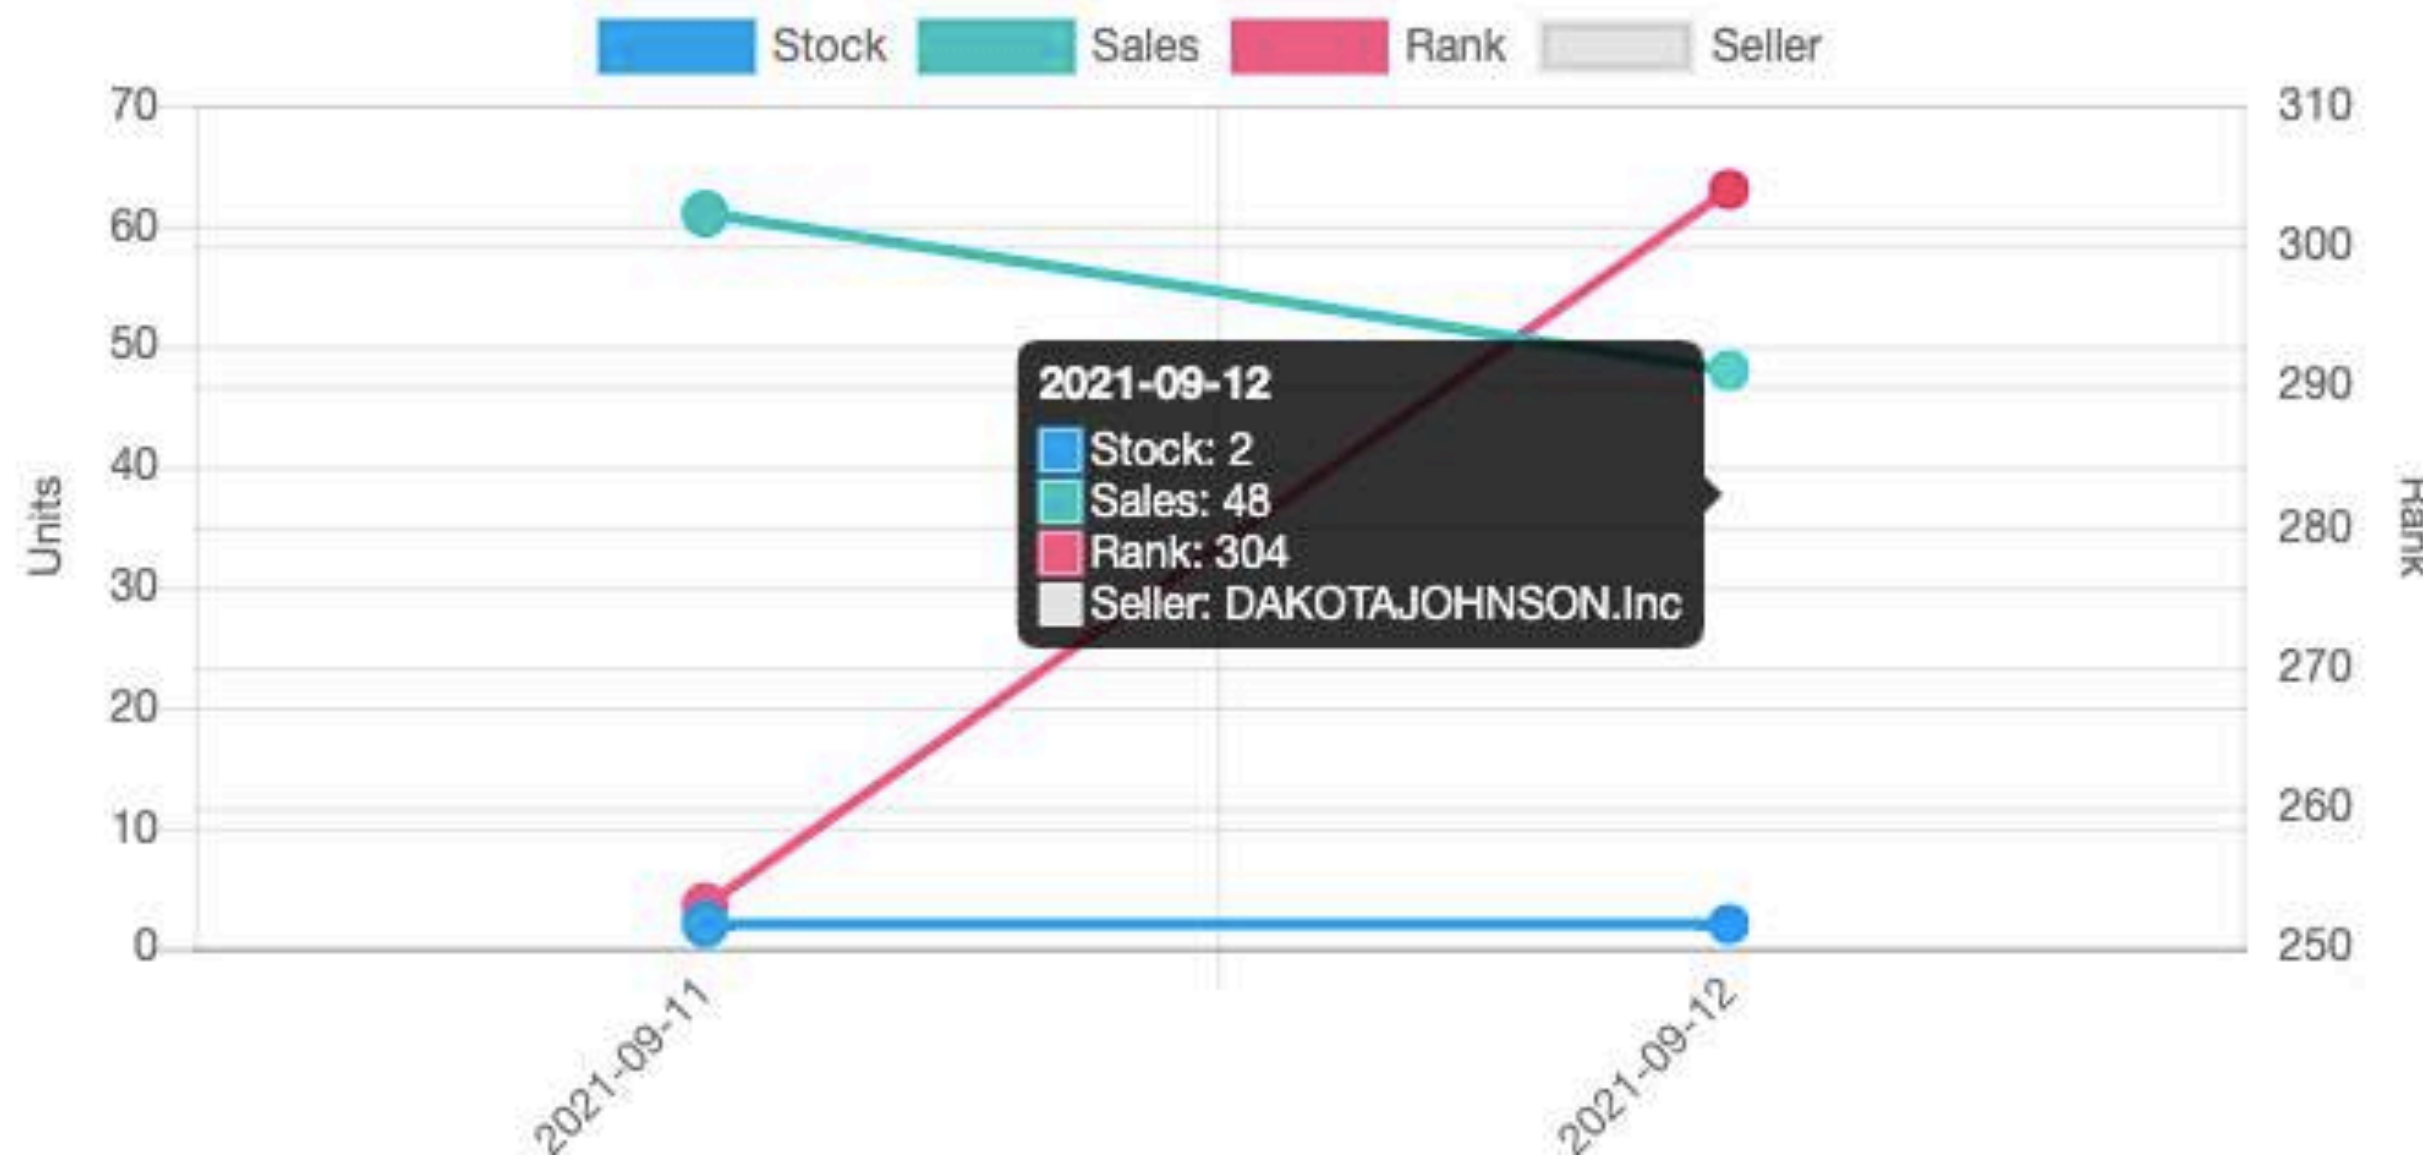 Stock Sales Rank Seller
70 310
60 300
50 290
40 280
30 270
20 260
10 250
0
Units
Rank
2021-09-12
Stock: 2
Sales: 48
Rank: 304
Seller: DAKOTAJOHNSON.Inc
2021-09-11 2021-09-12